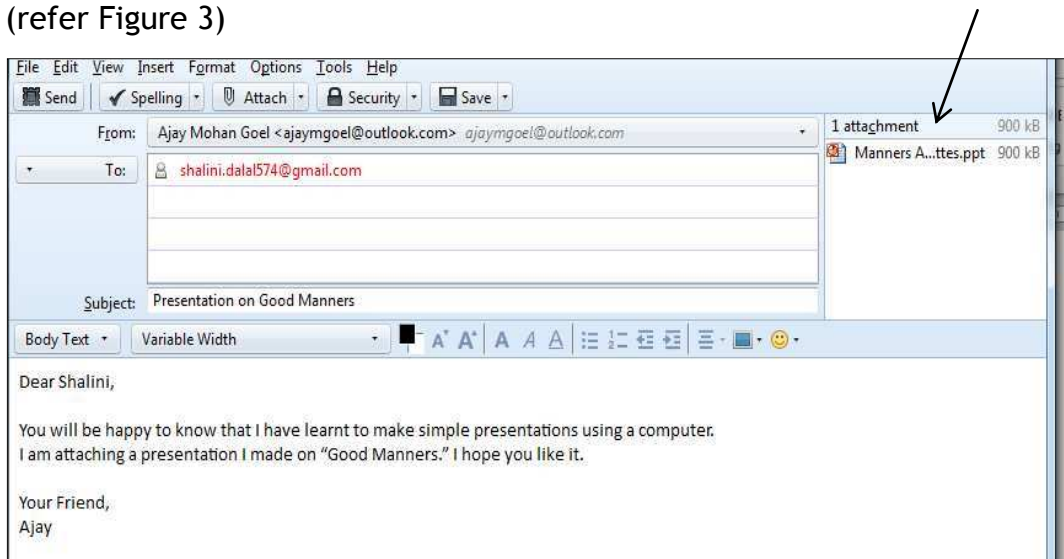 (refer Figure 3)
File Edit View Insert Format Options Tools Help
Send Spelling Attach Security Save
From: Ajay Mohan Goel <ajaymgoel@outlook.com> ajaymgoel@outlook.com
1 attachment 900 kB
Manners A...ttes.ppt 900 kB
To: shalini.dalal574@gmail.com
Subject: Presentation on Good Manners
Body Text Variable Width
Dear Shalini,
You will be happy to know that I have learnt to make simple presentations using a computer.
I am attaching a presentation I made on “Good Manners.” I hope you like it.
Your Friend,
Ajay